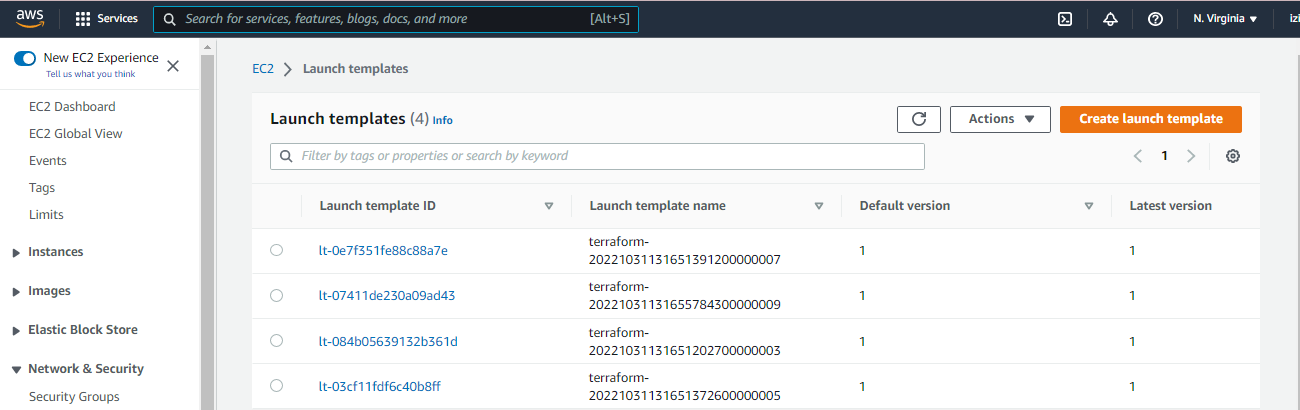 aws
Services
Search for services, features, blogs, docs, and more
[Alt+S]
N. Virginia
izi
New EC2 Experience
Tell us what you think
EC2 Dashboard
EC2 Global View
Events
Tags
Limits
Instances
Images
Elastic Block Store
Network & Security
Security Groups
EC2
Launch templates
Launch templates (4) Info
Actions
Create launch template
Filter by tags or properties or search by keyword
1
Launch template ID
Launch template name
Default version
Latest version
lt-0e7f351fe88c88a7e
terraform-
20221031131651391200000007
1
1
lt-07411de230a09ad43
terraform-
20221031131655784300000009
1
1
lt-084b05639132b361d
terraform-
20221031131651202700000003
1
1
lt-03cf11fdf6c40b8ff
terraform-
20221031131651372600000005
1
1